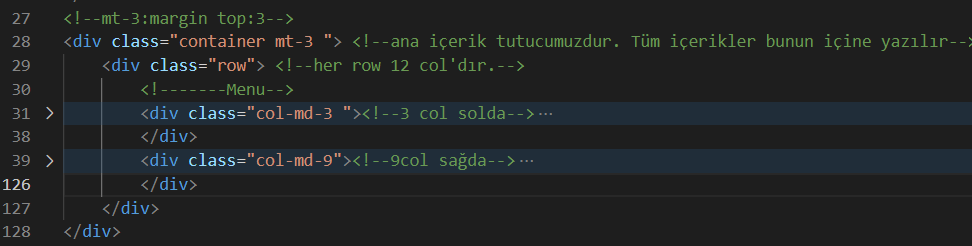 27 <!--mt-3:margin top:3-->
28 <div class="container mt-3 "> <!--ana içerik tutucumuzdur. Tüm içerikler bunun içine yazılır-->
29 <div class="row"> <!--her row 12 col'dır.-->
30 <!-------Menu-->
31 <div class="col-md-3 "><!--3 col solda-->…
38 </div>
39 <div class="col-md-9"><!--9col sağda-->…
126 </div>
127 </div>
128 </div>